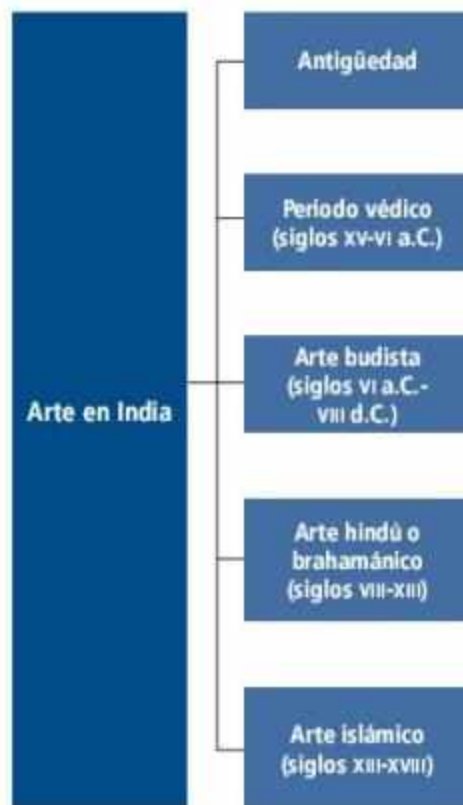 Arte en India
Antigüedad
Período védico
(siglos XV-VI a.C.)
Arte budista
(siglos VI a.C.-
VIII d.C.)
Arte hindú o
brahamánico
(siglos VIII-XIII)
Arte islámico
(siglos XIII-XVIII)